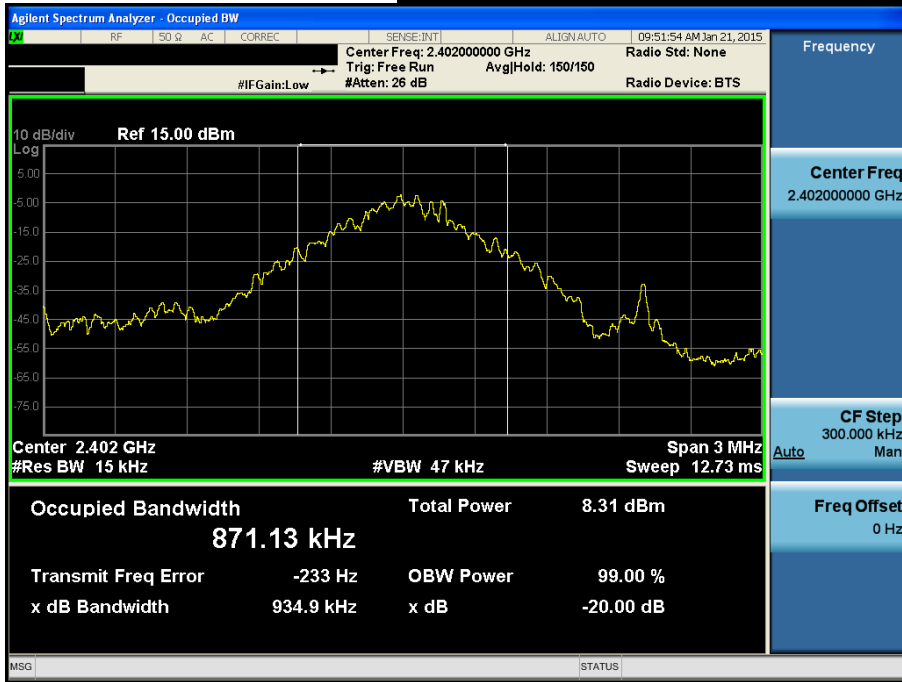 Agilent Spectrum Analyzer - Occupied BW
LXI RF 50 Ω AC CORREC SENSE:INT ALIGN AUTO 09:51:54 AM Jan 21, 2015
Center Freq: 2.402000000 GHz Radio Std: None
Trig: Free Run Avg|Hold: 150/150
#IFGain:Low #Atten: 26 dB Radio Device: BTS
10 dB/div Ref 15.00 dBm
Log
5.00
-5.00
-15.0
-25.0
-35.0
-45.0
-55.0
-65.0
-75.0
Center 2.402 GHz Span 3 MHz
#Res BW 15 kHz #VBW 47 kHz Sweep 12.73 ms
Occupied Bandwidth Total Power 8.31 dBm
871.13 kHz
Transmit Freq Error -233 Hz OBW Power 99.00 %
x dB Bandwidth 934.9 kHz x dB -20.00 dB
MSG STATUS
Frequency
Center Freq
2.402000000 GHz
CF Step
300.000 kHz
Auto Man
Freq Offset
0 Hz